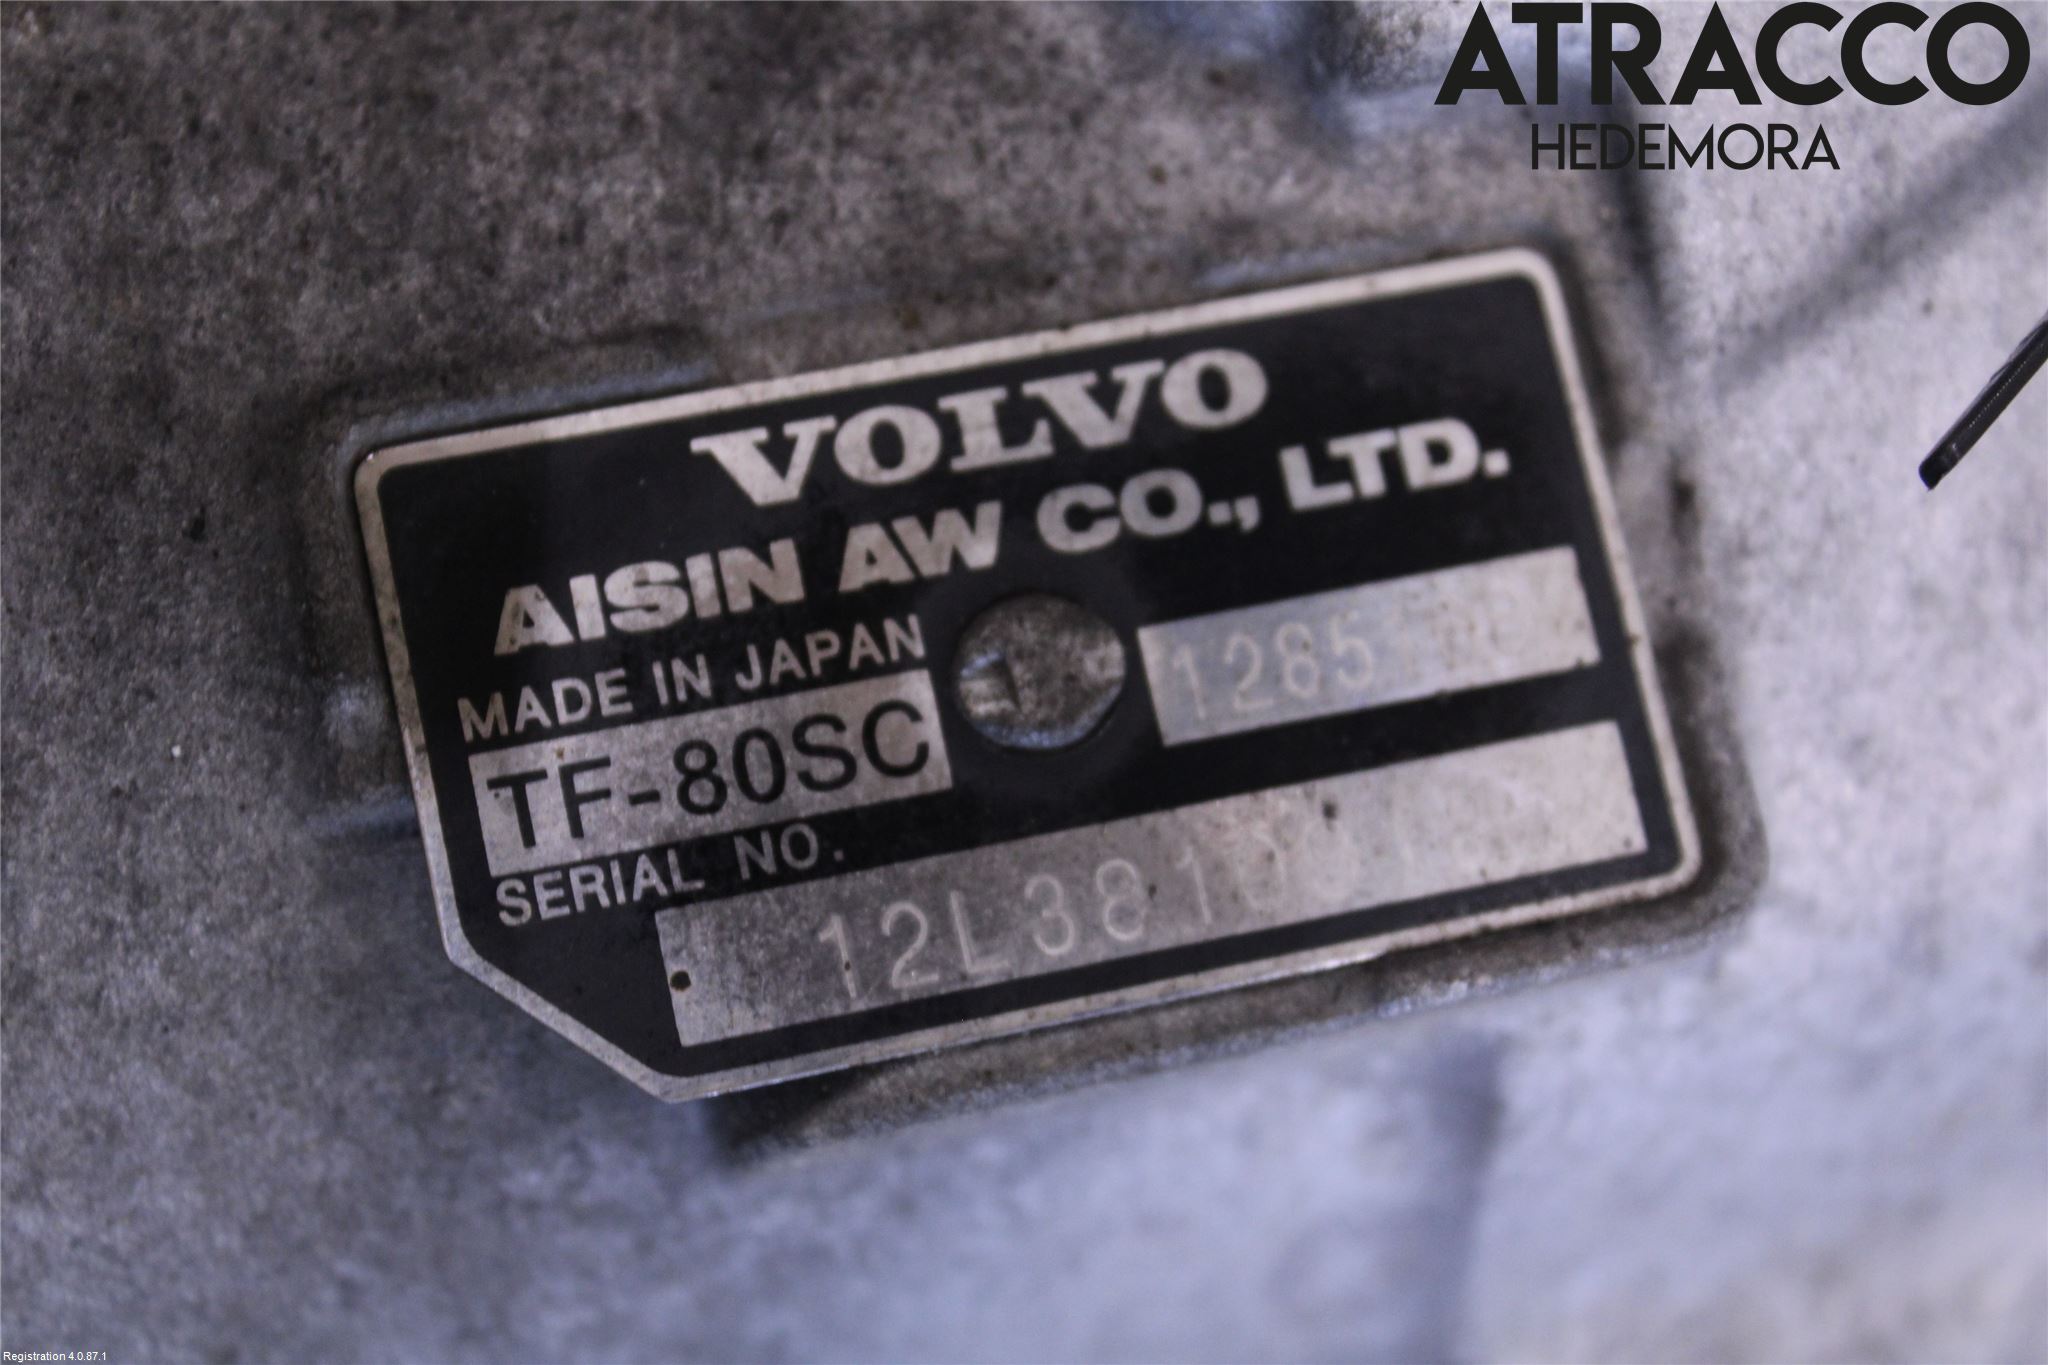 ATRACCO
HEDEMORA
VOLVO
AISIN AW CO., LTD.
MADE IN JAPAN
TF-80SC
SERIAL NO.
Registration 4.0.87.1